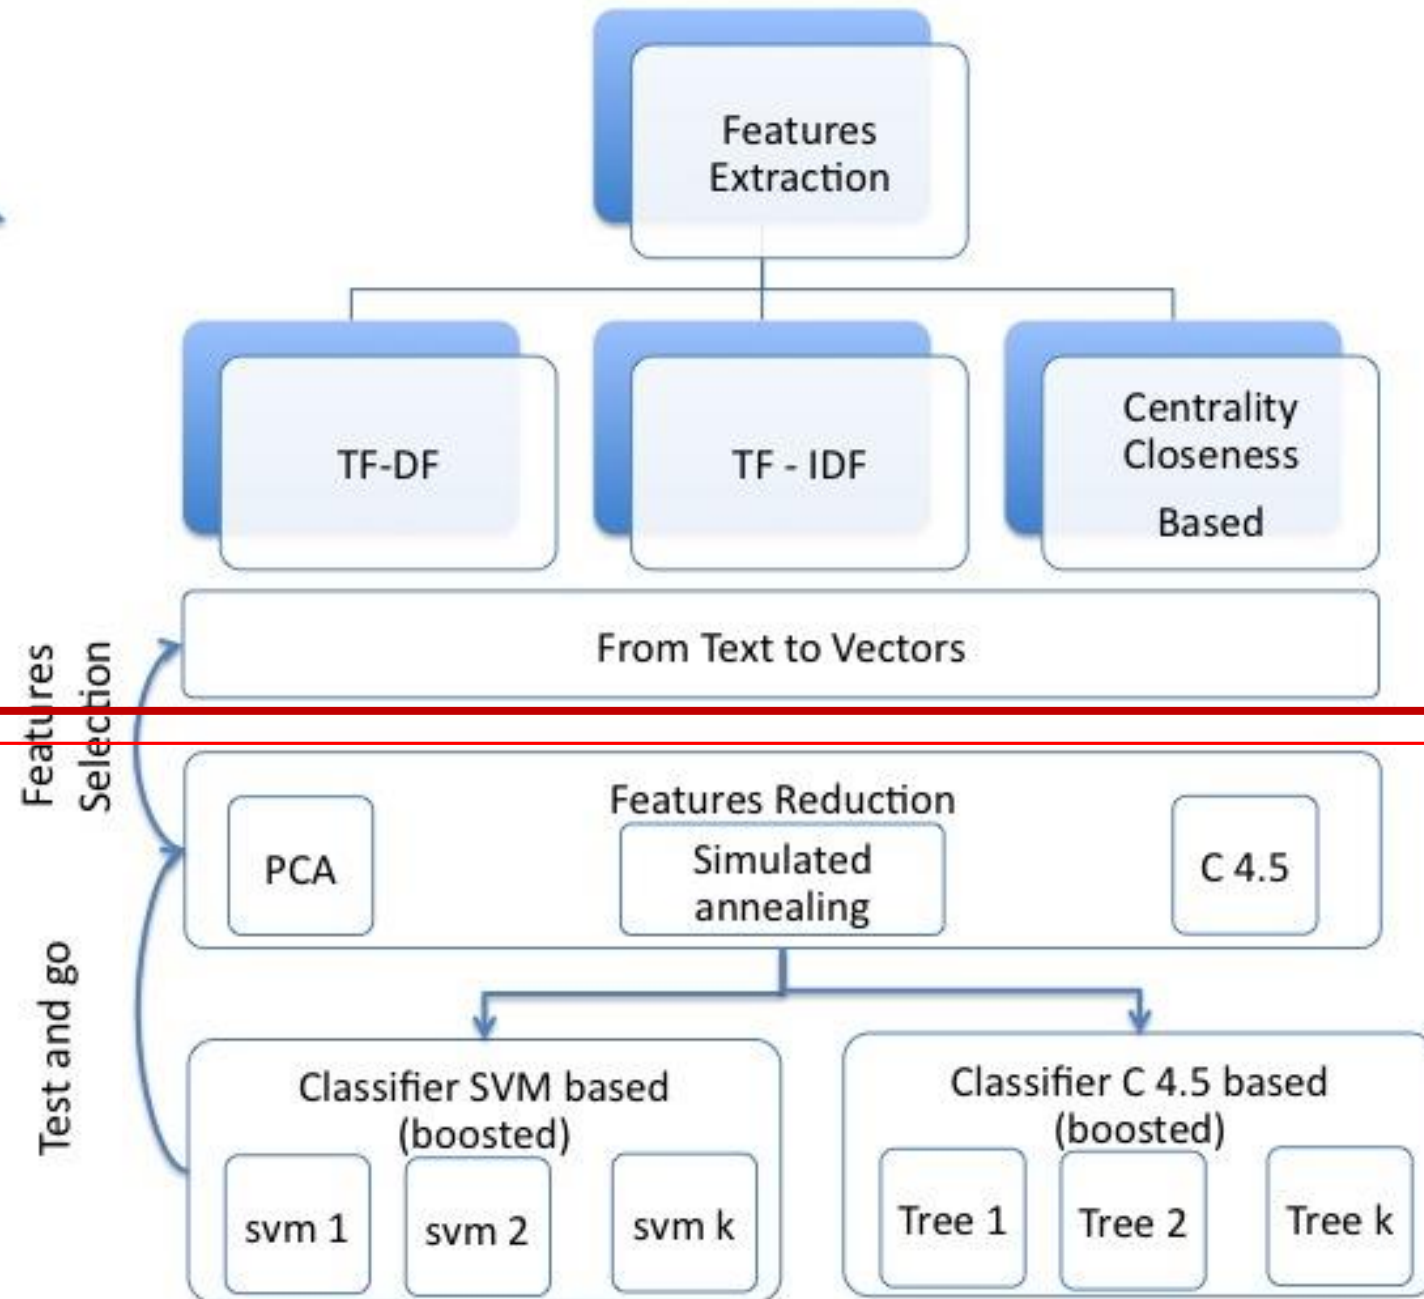 Features
Extraction
TF-DF
TF - IDF
Centrality
Closeness
Based
From Text to Vectors
Features
Selection
Features Reduction
PCA
Simulated
annealing
C 4.5
Test and go
Classifier SVM based
(boosted)
svm 1
svm 2
svm k
Classifier C 4.5 based
(boosted)
Tree 1
Tree 2
Tree k